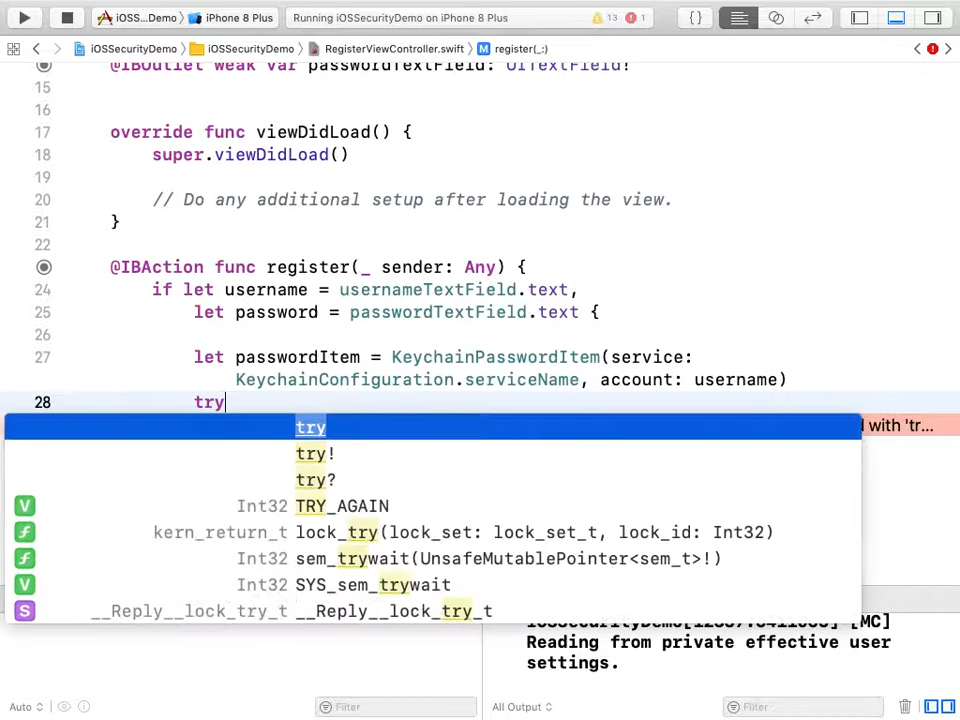 iOSS...Demo iPhone 8 Plus Running iOSSecurityDemo on iPhone 8 Plus 13 1
iOSSecurityDemo iOSSecurityDemo RegisterViewController.swift M register(_:)
@IBOutlet weak var passwordTextField: UITextField!
15
16
17 override func viewDidLoad() {
18 super.viewDidLoad()
19
20 // Do any additional setup after loading the view.
21 }
22
@IBAction func register(_ sender: Any) {
24 if let username = usernameTextField.text,
25 let password = passwordTextField.text {
26
27 let passwordItem = KeychainPasswordItem(service:
KeychainConfiguration.serviceName, account: username)
28 try
try
with 'tr...
try!
try?
V Int32 TRY_AGAIN
f kern_return_t lock_try(lock_set: lock_set_t, lock_id: Int32)
f Int32 sem_trywait(UnsafeMutablePointer<sem_t>!)
V Int32 SYS_sem_trywait
S __Reply__lock_try_t __Reply__lock_try_t
[MC]
Reading from private effective user
settings.
Auto Filter All Output Filter